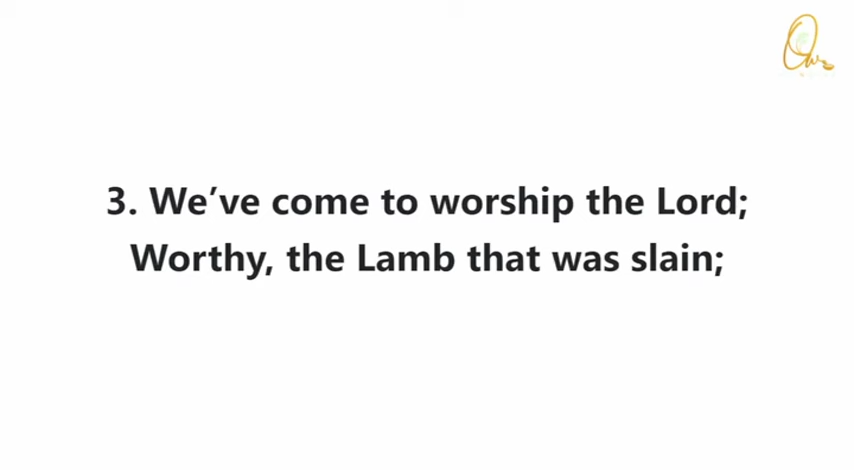 3. We’ve come to worship the Lord;
Worthy, the Lamb that was slain;